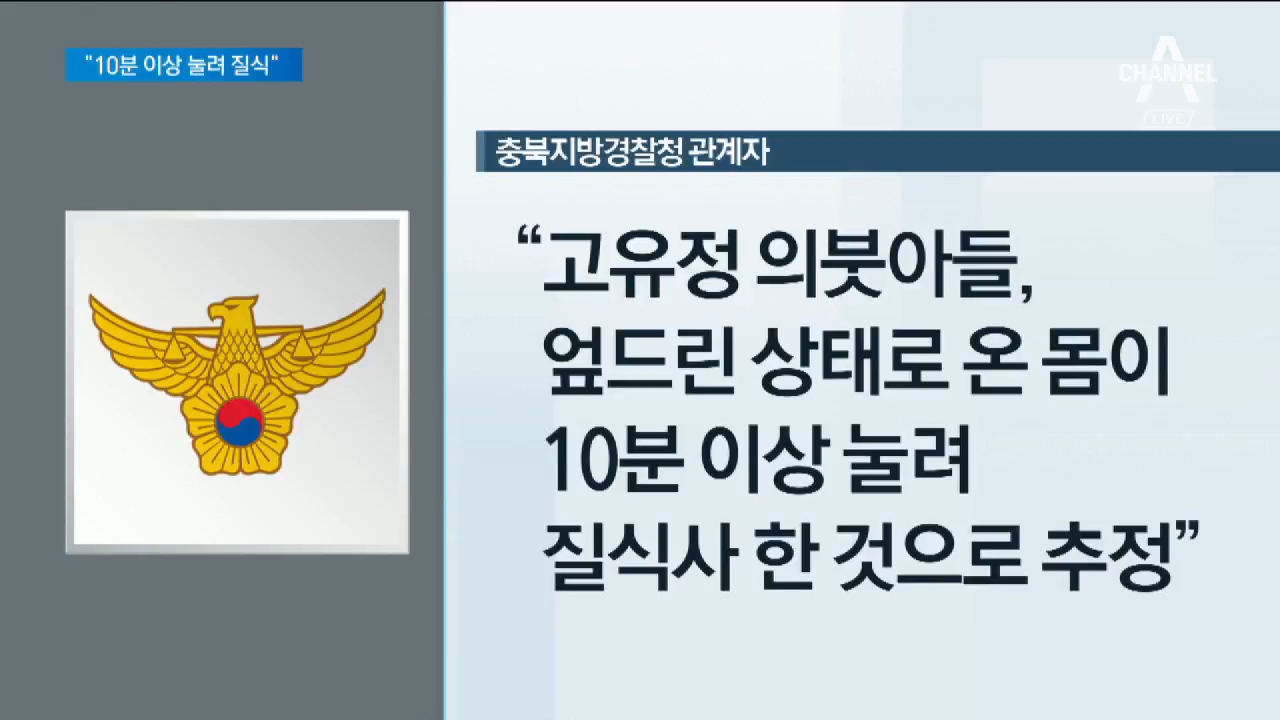 "10분 이상 눌려 질식"
CHANNEL
LIVE
충북지방경찰청 관계자
“고유정 의붓아들,
엎드린 상태로 온 몸이
10분 이상 눌려
질식사 한 것으로 추정”